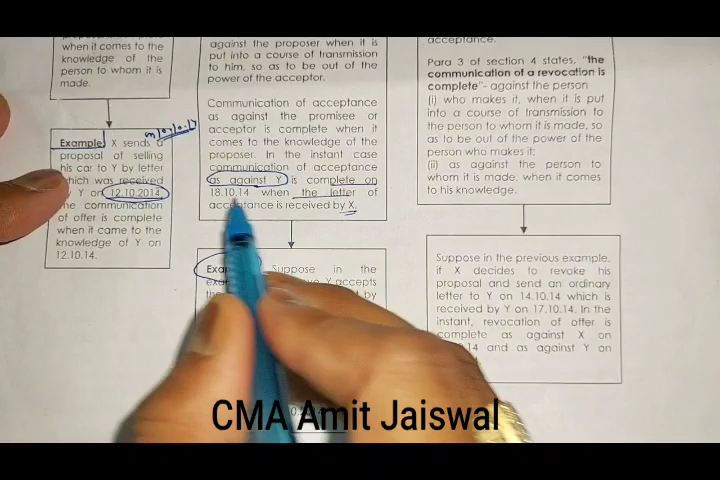 when it comes to the
knowledge of the
person to whom it is
made.
Example X sends a
proposal of selling
his car to Y by letter
which was received
by Y on 12.10.2014
The communication
of offer is complete
when it came to the
knowledge of Y on
12.10.14.
against the proposer when it is
put into a course of transmission
to him, so as to be out of the
power of the acceptor.
Communication of acceptance
as against the promisee or
acceptor is complete when it
comes to the knowledge of the
proposer. In the instant case
communication of acceptance
as against Y is complete on
18.10.14 when the letter of
acceptance is received by X.
Suppose in the
Y accepts
by
acceptance.
Para 3 of section 4 states, "the
communication of a revocation is
complete"- against the person
(i) who makes it, when it is put
into a course of transmission to
the person to whom it is made, so
as to be out of the power of the
person who makes it;
(ii) as against the person to
whom it is made, when it comes
to his knowledge.
Suppose in the previous example,
if X decides to revoke his
proposal and send an ordinary
letter to Y on 14.10.14 which is
received by Y on 17.10.14. In the
instant, revocation of offer is
complete as against X on
and as against Y on
CMA Amit Jaiswal